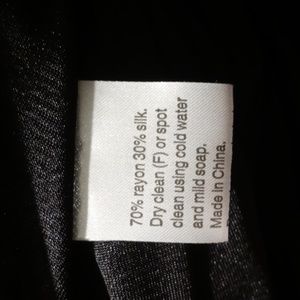 70% rayon 30% silk.
Dry clean (F) or spot
clean using cold water
and mild soap.
Made in China.